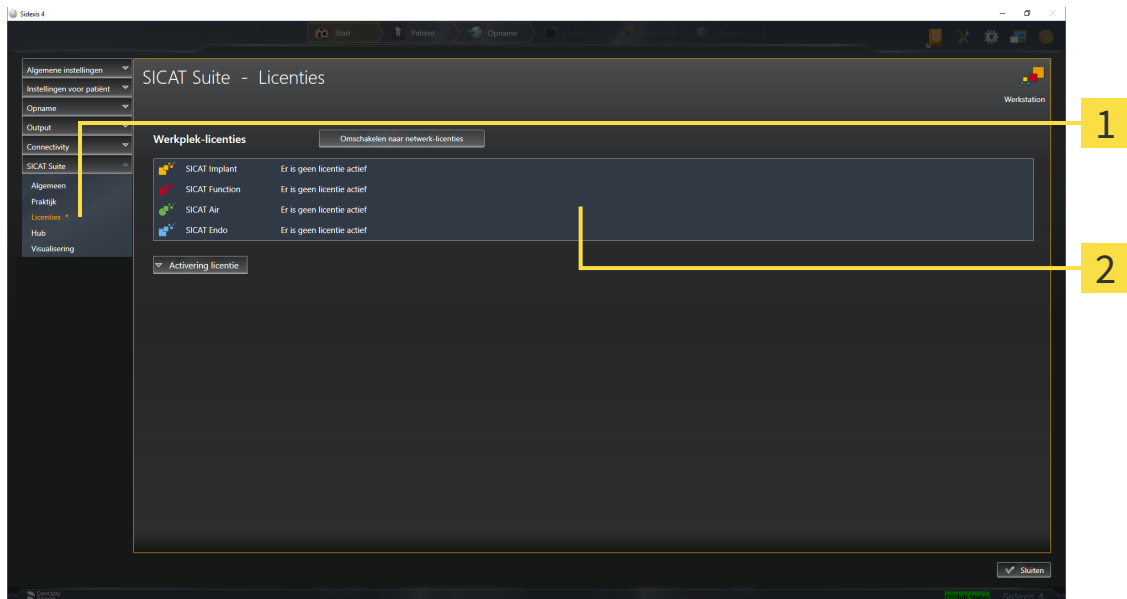 Sidexis 4
Start
Patiënt
Opname
Algemene instellingen
Instellingen voor patiënt
Opname
Output
Connectivity
SICAT Suite
Algemeen
Praktijk
Licenties *
Hub
Visualisering
SICAT Suite - Licenties
Werkstation
Werkplek-licenties
Omschakelen naar netwerk-licenties
SICAT Implant Er is geen licentie actief
SICAT Function Er is geen licentie actief
SICAT Air Er is geen licentie actief
SICAT Endo Er is geen licentie actief
Activering licentie
1
2
Sluiten
Dentsply
Sirona
Sidexis 4